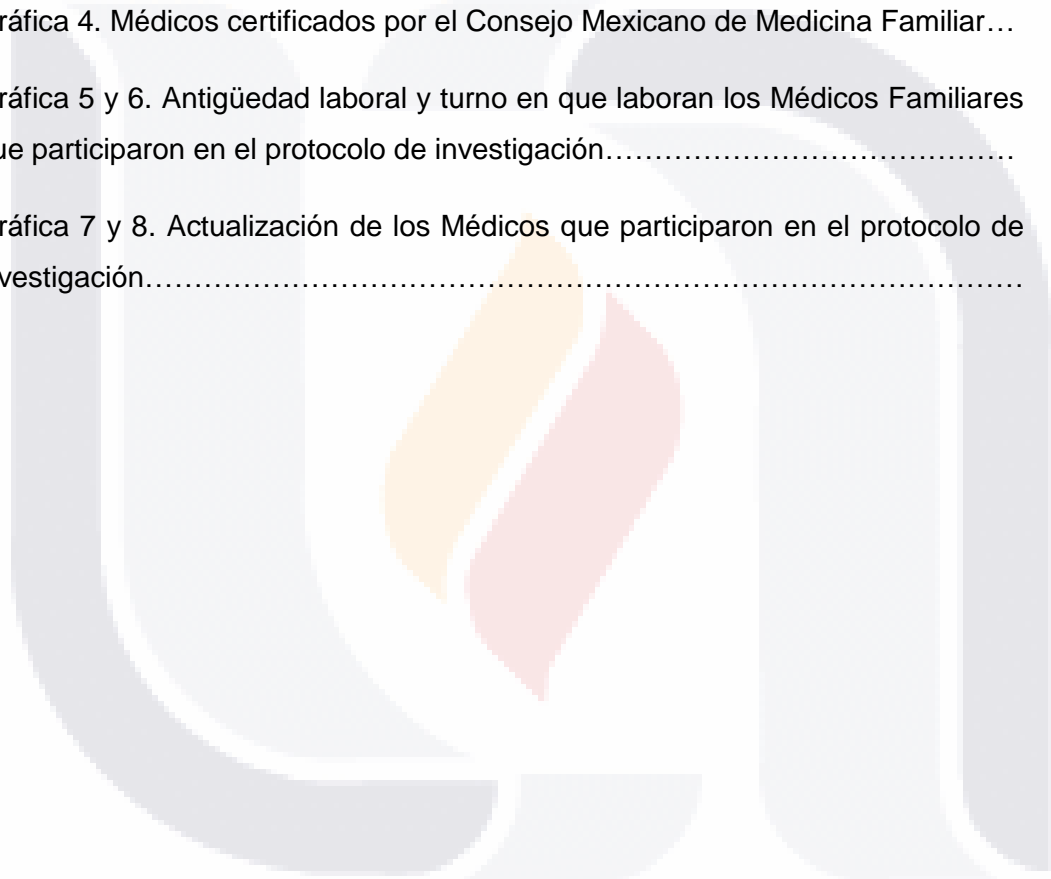 ráfica 4. Médicos certificados por el Consejo Mexicano de Medicina Familiar…
ráfica 5 y 6. Antigüedad laboral y turno en que laboran los Médicos Familiares
ue participaron en el protocolo de investigación……………………………………
ráfica 7 y 8. Actualización de los Médicos que participaron en el protocolo de
vestigación………………………………………………………………………………